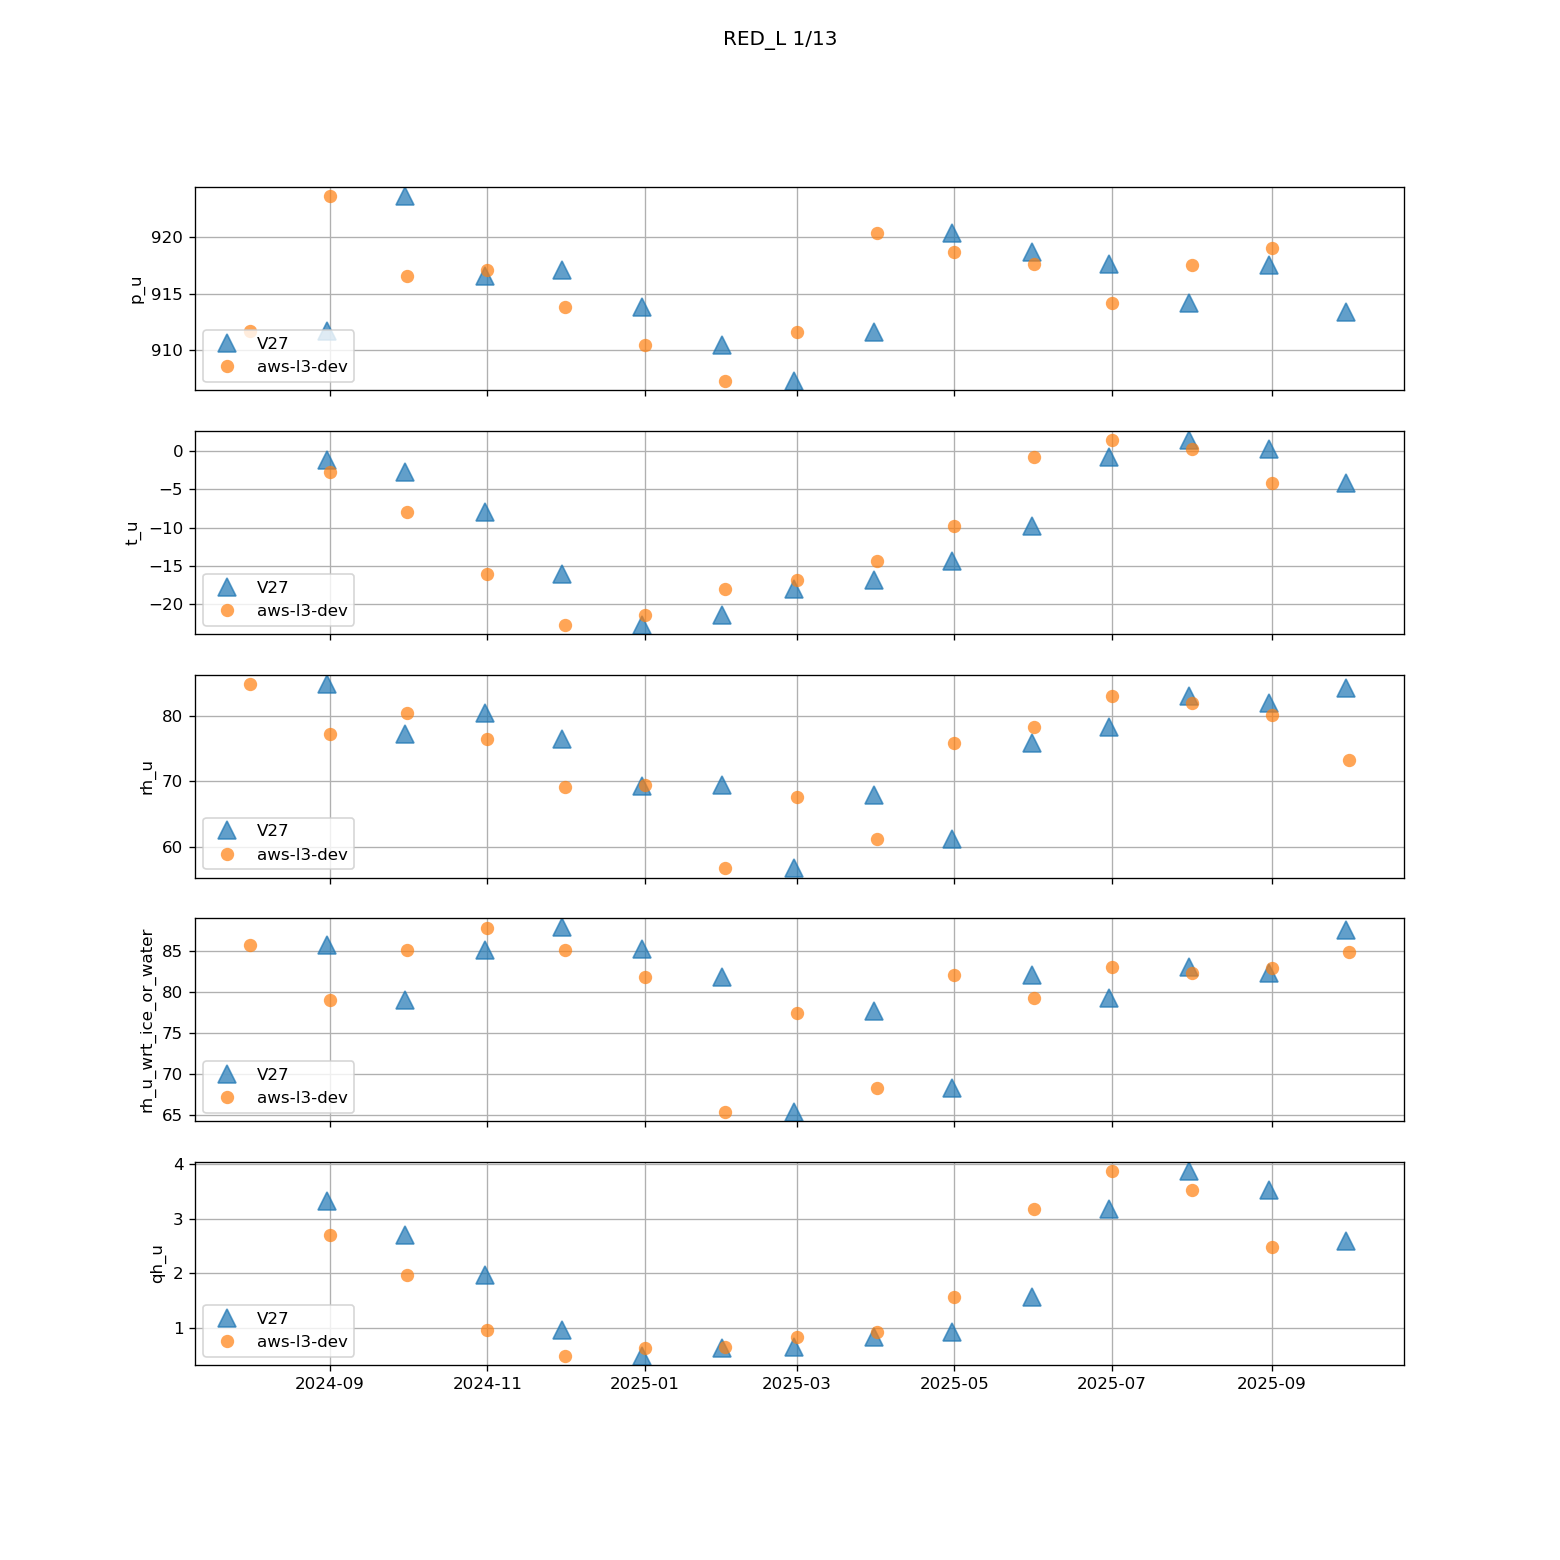 RED_L 1/13
920
915
910
p_u
V27
aws-l3-dev
0
−5
−10
−15
−20
t_u
V27
aws-l3-dev
80
70
60
rh_u
V27
aws-l3-dev
85
80
75
70
65
rh_u_wrt_ice_or_water
V27
aws-l3-dev
4
3
2
1
qh_u
V27
aws-l3-dev
2024-09 2024-11 2025-01 2025-03 2025-05 2025-07 2025-09